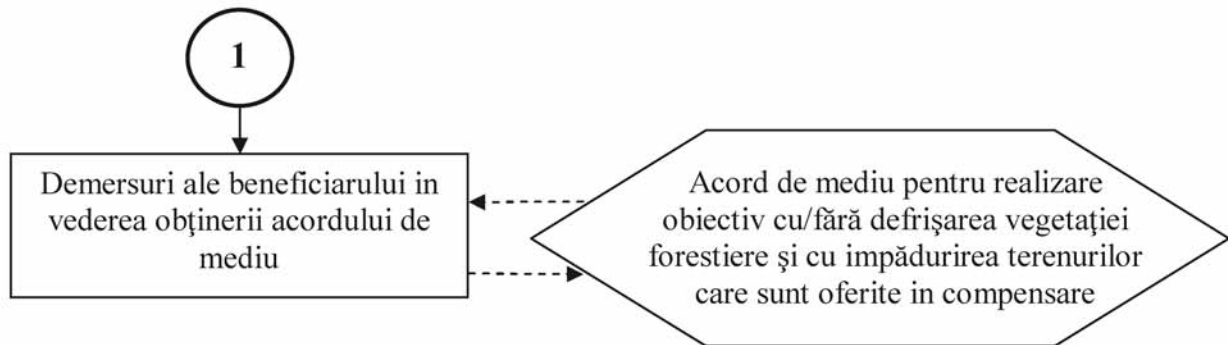 1
Demersuri ale beneficiarului in
vederea obținerii acordului de
mediu
Acord de mediu pentru realizare
obiectiv cu/fără defrişarea vegetaţiei
forestiere şi cu impădurirea terenurilor
care sunt oferite in compensare